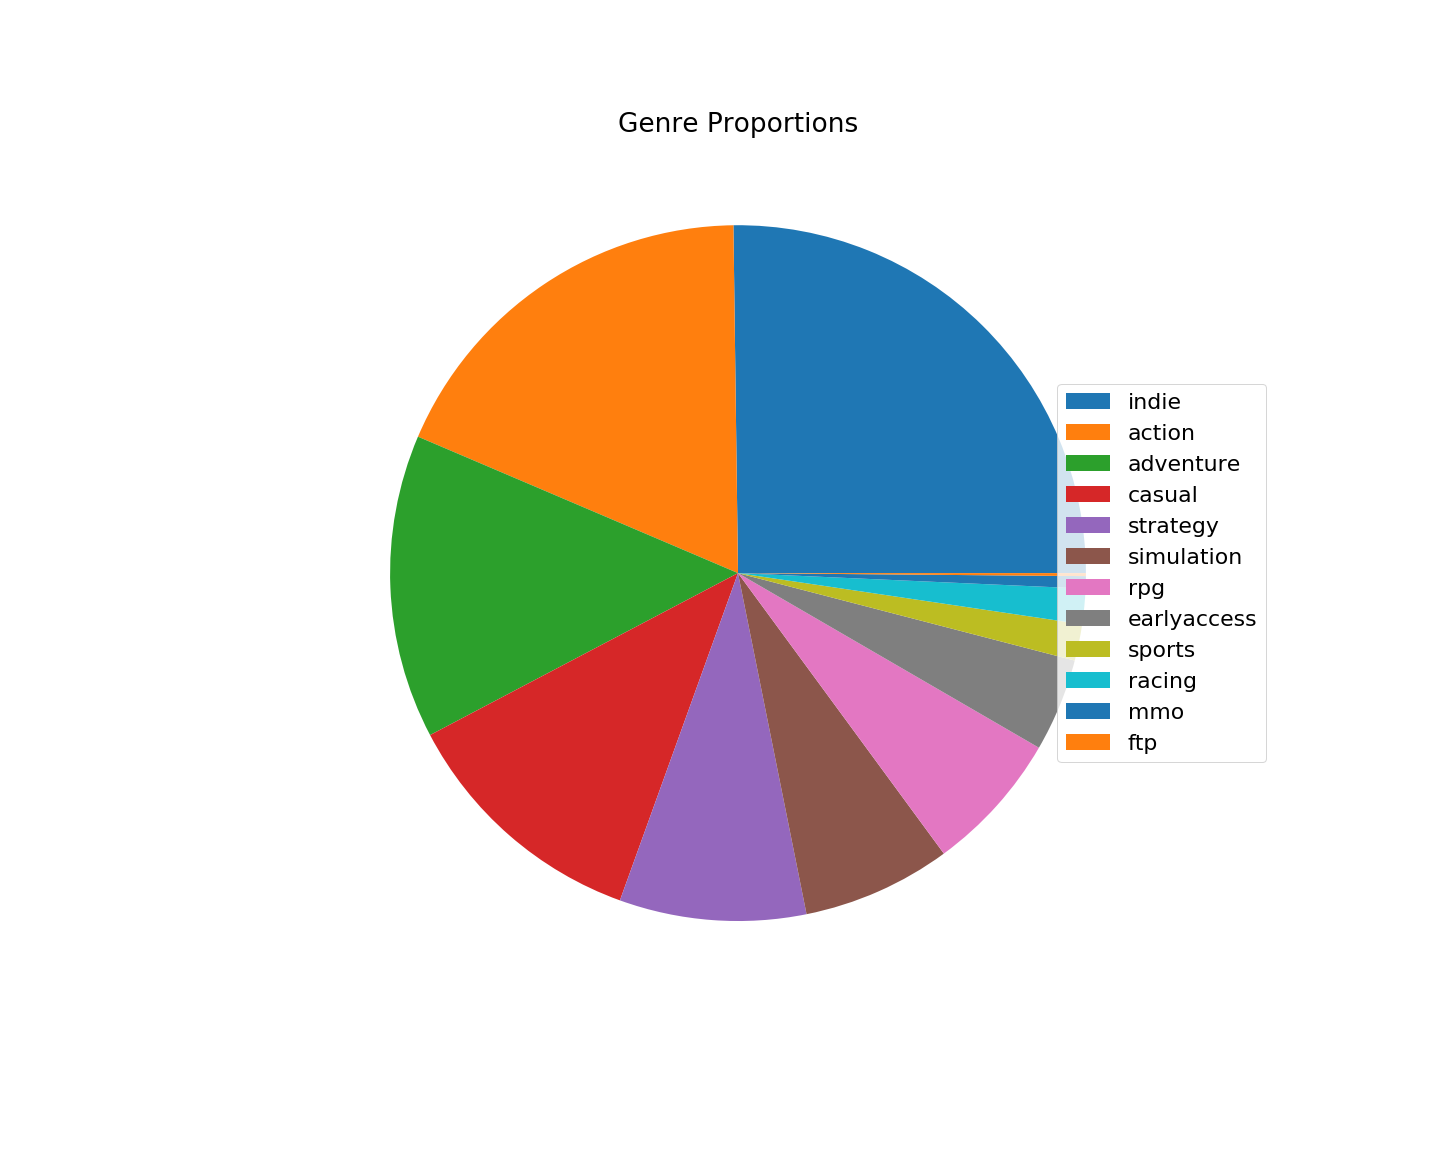 Genre Proportions
indie
action
adventure
casual
strategy
simulation
rpg
earlyaccess
sports
racing
mmo
ftp